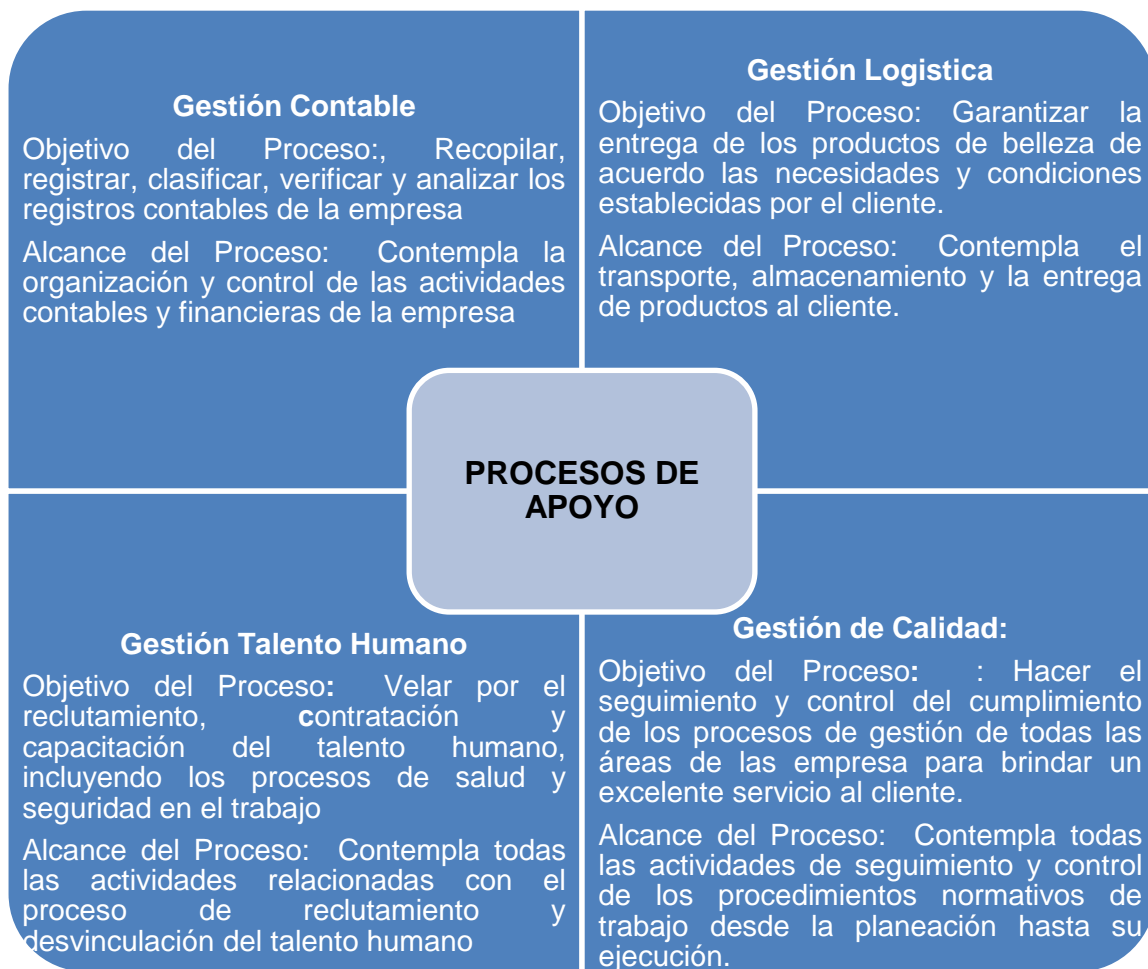 Gestión Contable
Objetivo del Proceso:, Recopilar,
registrar, clasificar, verificar y analizar los
registros contables de la empresa
Alcance del Proceso: Contempla la
organización y control de las actividades
contables y financieras de la empresa
Gestión Logistica
Objetivo del Proceso: Garantizar la
entrega de los productos de belleza de
acuerdo las necesidades y condiciones
establecidas por el cliente.
Alcance del Proceso: Contempla el
transporte, almacenamiento y la entrega
de productos al cliente.
PROCESOS DE
APOYO
Gestión Talento Humano
Objetivo del Proceso: Velar por el
reclutamiento, contratación y
capacitación del talento humano,
incluyendo los procesos de salud y
seguridad en el trabajo
Alcance del Proceso: Contempla todas
las actividades relacionadas con el
proceso de reclutamiento y
desvinculación del talento humano
Gestión de Calidad:
Objetivo del Proceso: : Hacer el
seguimiento y control del cumplimiento
de los procesos de gestión de todas las
áreas de las empresa para brindar un
excelente servicio al cliente.
Alcance del Proceso: Contempla todas
las actividades de seguimiento y control
de los procedimientos normativos de
trabajo desde la planeación hasta su
ejecución.